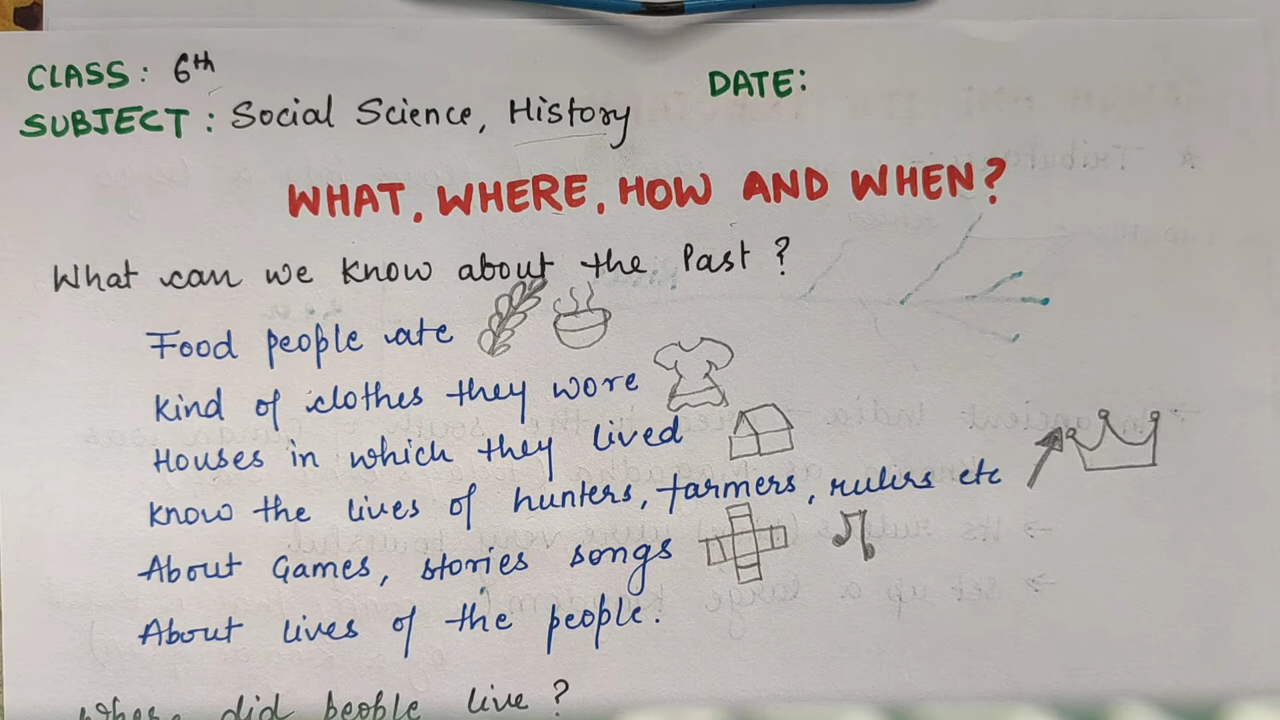 CLASS: 6th
DATE:
SUBJECT: Social Science, History
WHAT, WHERE, HOW AND WHEN?
What can we know about the Past?
Food people ate
Kind of clothes they wore
Houses in which they lived
Know the lives of hunters, farmers, rulers etc
About Games, stories songs
About lives of the people.
Where did people live?